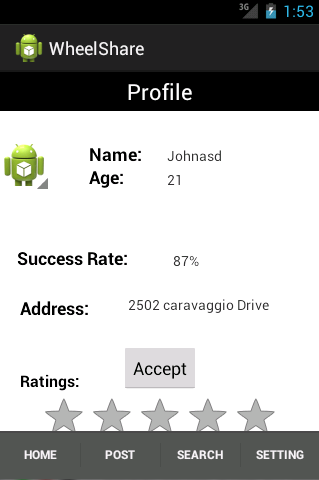 3G 1:53
WheelShare
Profile
Name: Johnasd
Age: 21
Success Rate: 87%
Address: 2502 caravaggio Drive
Accept
Ratings:
HOME POST SEARCH SETTING